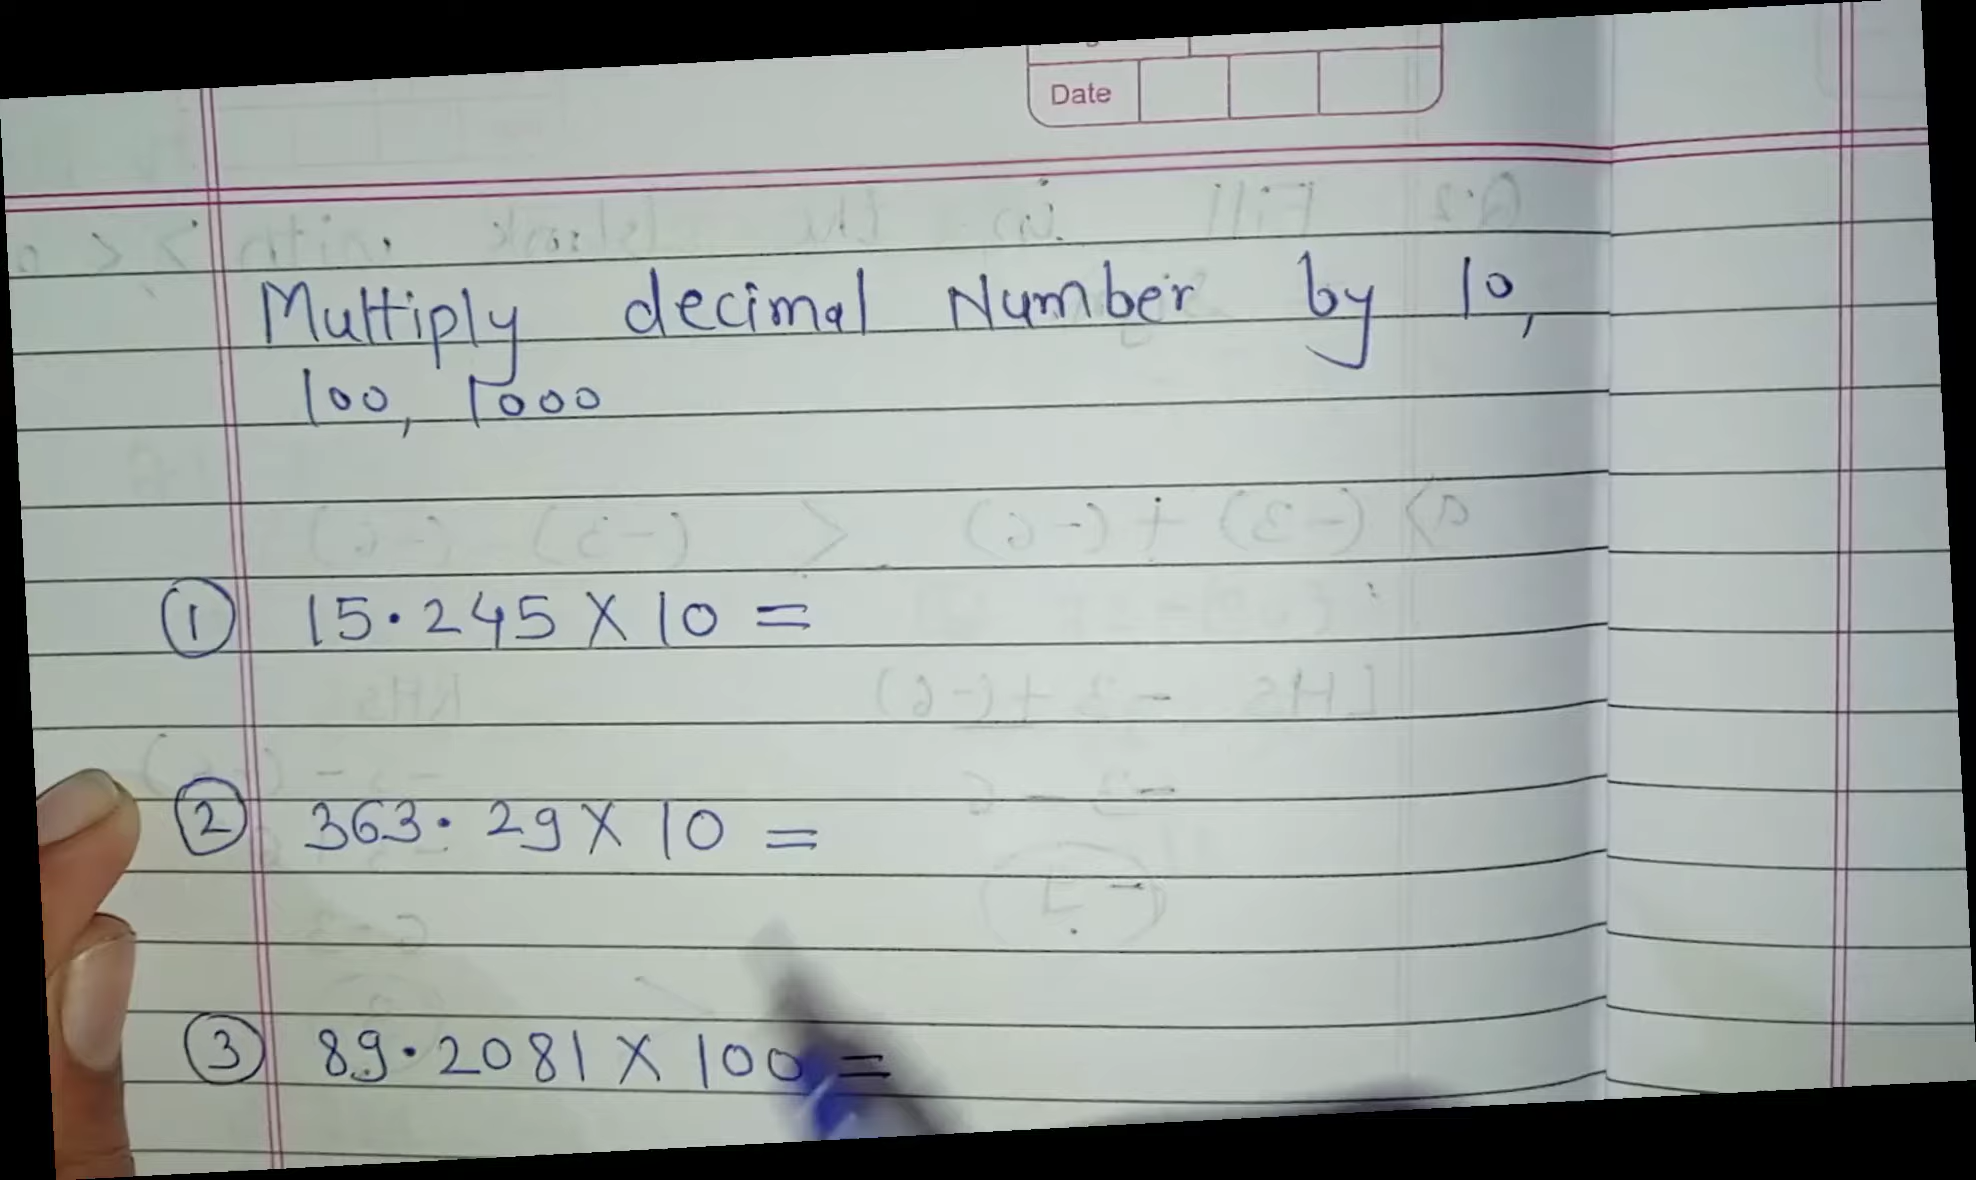 Date
Multiply decimal Number by 10,
100, 1000
① 15.245 X 10 =
② 363.29 X 10 =
③ 89.2081 X 100 =